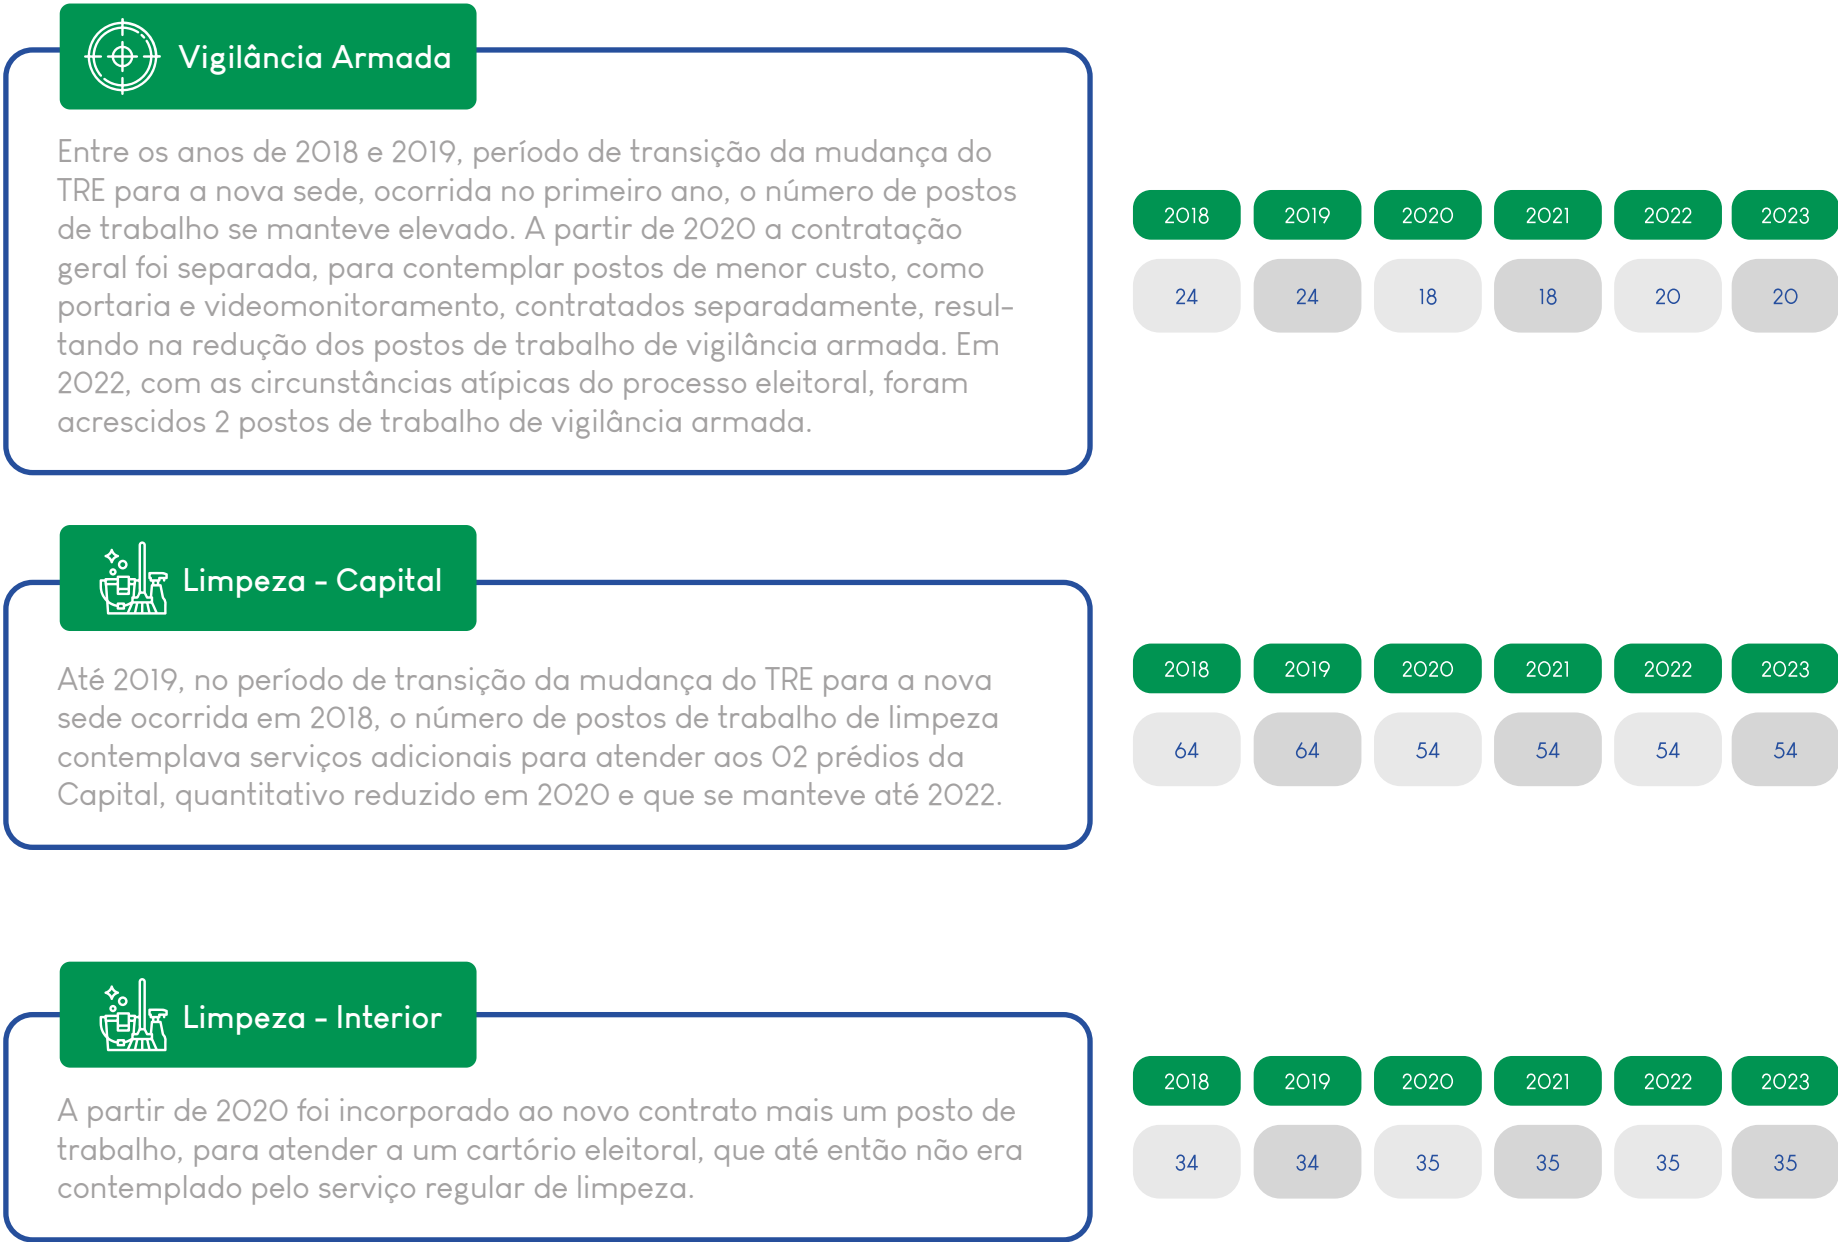 Vigilância Armada
Entre os anos de 2018 e 2019, período de transição da mudança do
TRE para a nova sede, ocorrida no primeiro ano, o número de postos
de trabalho se manteve elevado. A partir de 2020 a contratação
geral foi separada, para contemplar postos de menor custo, como
portaria e videomonitoramento, contratados separadamente, resul-
tando na redução dos postos de trabalho de vigilância armada. Em
2022, com as circunstâncias atípicas do processo eleitoral, foram
acrescidos 2 postos de trabalho de vigilância armada.
2018 2019 2020 2021 2022 2023
24 24 18 18 20 20
Limpeza - Capital
Até 2019, no período de transição da mudança do TRE para a nova
sede ocorrida em 2018, o número de postos de trabalho de limpeza
contemplava serviços adicionais para atender aos 02 prédios da
Capital, quantitativo reduzido em 2020 e que se manteve até 2022.
2018 2019 2020 2021 2022 2023
64 64 54 54 54 54
Limpeza - Interior
A partir de 2020 foi incorporado ao novo contrato mais um posto de
trabalho, para atender a um cartório eleitoral, que até então não era
contemplado pelo serviço regular de limpeza.
2018 2019 2020 2021 2022 2023
34 34 35 35 35 35